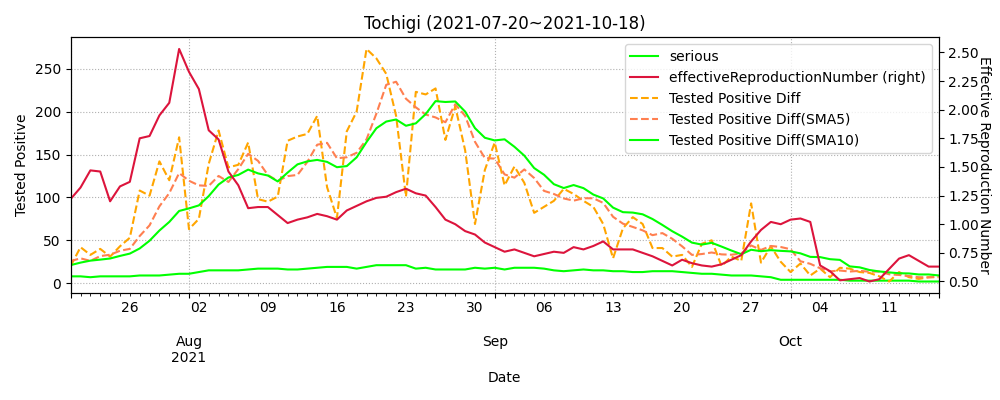 Tochigi (2021-07-20~2021-10-18)
serious
effectiveReproductionNumber (right)
Tested Positive Diff
Tested Positive Diff(SMA5)
Tested Positive Diff(SMA10)
Tested Positive
250
200
150
100
50
0
2.50
2.25
2.00
1.75
1.50
1.25
1.00
0.75
0.50
Effective Reproduction Number
26 02 09 16 23 30 06 13 20 27 04 11
Aug Sep Oct
2021
Date